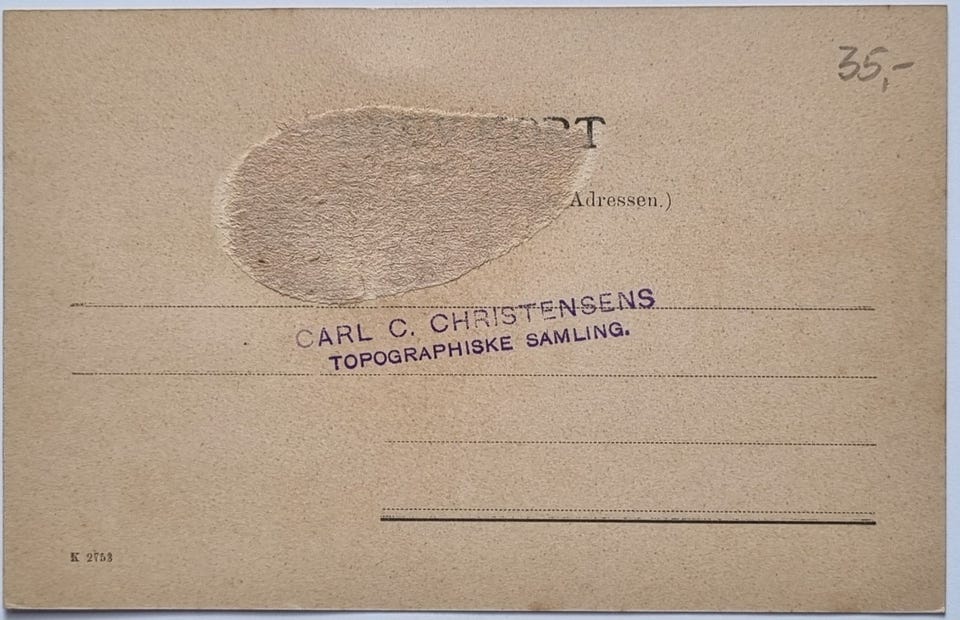 35,-
Adressen.)
CARL C. CHRISTENSENS
TOPOGRAPHISKE SAMLING.
K 2753